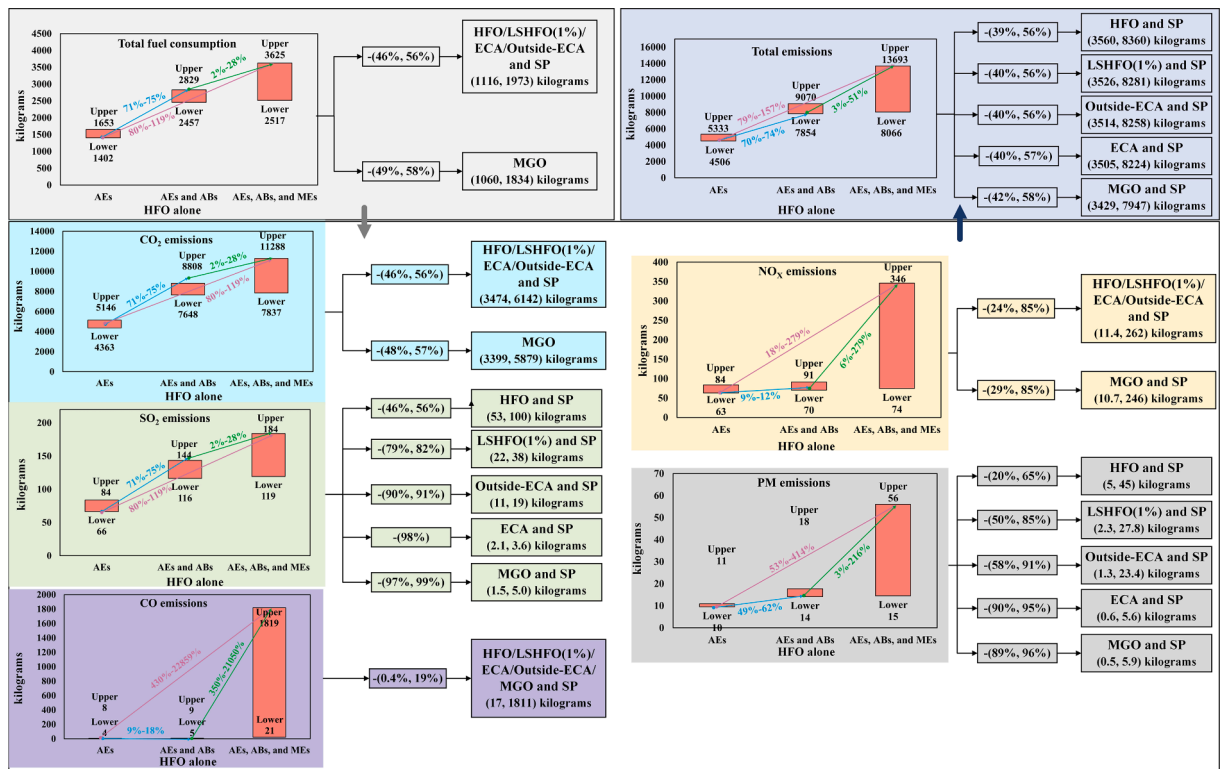 Total fuel consumption
kilograms
4500
4000
3500
3000
2500
2000
1500
1000
500
0
Upper
1653
Lower
1402
Upper
2829
Lower
2457
Upper
3625
Lower
2517
71%-75%
80%-119%
2%-28%
AEs
AEs and ABs
AEs, ABs, and MEs
HFO alone
-(46%, 56%)
HFO/LSHFO(1%)/
ECA/Outside-ECA
and SP
(1116, 1973) kilograms
-(49%, 58%)
MGO
(1060, 1834) kilograms
Total emissions
kilograms
16000
14000
12000
10000
8000
6000
4000
2000
0
Upper
5333
Lower
4506
Upper
9070
Lower
7854
Upper
13693
Lower
8066
79%-157%
70%-74%
3%-51%
AEs
AEs and ABs
AEs, ABs, and MEs
HFO alone
-(39%, 56%)
HFO and SP
(3560, 8360) kilograms
-(40%, 56%)
LSHFO(1%) and SP
(3526, 8281) kilograms
-(40%, 56%)
Outside-ECA and SP
(3514, 8258) kilograms
-(40%, 57%)
ECA and SP
(3505, 8224) kilograms
-(42%, 58%)
MGO and SP
(3429, 7947) kilograms
CO2 emissions
kilograms
14000
12000
10000
8000
6000
4000
2000
0
Upper
5146
Lower
4363
Upper
8808
Lower
7648
Upper
11288
Lower
7837
71%-75%
80%-119%
2%-28%
AEs
AEs and ABs
AEs, ABs, and MEs
HFO alone
-(46%, 56%)
HFO/LSHFO(1%)/
ECA/Outside-ECA
and SP
(3474, 6142) kilograms
-(48%, 57%)
MGO
(3399, 5879) kilograms
SO2 emissions
kilograms
200
150
100
50
0
Upper
84
Lower
66
Upper
144
Lower
116
Upper
184
Lower
119
71%-75%
80%-119%
2%-28%
AEs
AEs and ABs
AEs, ABs, and MEs
HFO alone
-(46%, 56%)
HFO and SP
(53, 100) kilograms
-(79%, 82%)
LSHFO(1%) and SP
(22, 38) kilograms
-(90%, 91%)
Outside-ECA and SP
(11, 19) kilograms
-(98%)
ECA and SP
(2.1, 3.6) kilograms
-(97%, 99%)
MGO and SP
(1.5, 5.0) kilograms
CO emissions
kilograms
2000
1800
1600
1400
1200
1000
800
600
400
200
0
Upper
8
Lower
4
Upper
9
Lower
5
Upper
1819
Lower
21
430%-22859%
9%-18%
350%-21050%
AEs
AEs and ABs
AEs, ABs, and MEs
HFO alone
-(0.4%, 19%)
HFO/LSHFO(1%)/
ECA/Outside-ECA/
MGO and SP
(17, 1811) kilograms
NOX emissions
kilograms
400
350
300
250
200
150
100
50
0
Upper
84
Lower
63
Upper
91
Lower
70
Upper
346
Lower
74
18%-279%
9%-12%
6%-279%
AEs
AEs and ABs
AEs, ABs, and MEs
HFO alone
-(24%, 85%)
HFO/LSHFO(1%)/
ECA/Outside-ECA
and SP
(11.4, 262) kilograms
-(29%, 85%)
MGO and SP
(10.7, 246) kilograms
PM emissions
kilograms
70
60
50
40
30
20
10
0
Upper
11
Lower
10
Upper
18
Lower
14
Upper
56
Lower
15
53%-414%
49%-62%
3%-216%
AEs
AEs and ABs
AEs, ABs, and MEs
HFO alone
-(20%, 65%)
HFO and SP
(5, 45) kilograms
-(50%, 85%)
LSHFO(1%) and SP
(2.3, 27.8) kilograms
-(58%, 91%)
Outside-ECA and SP
(1.3, 23.4) kilograms
-(90%, 95%)
ECA and SP
(0.6, 5.6) kilograms
-(89%, 96%)
MGO and SP
(0.5, 5.9) kilograms